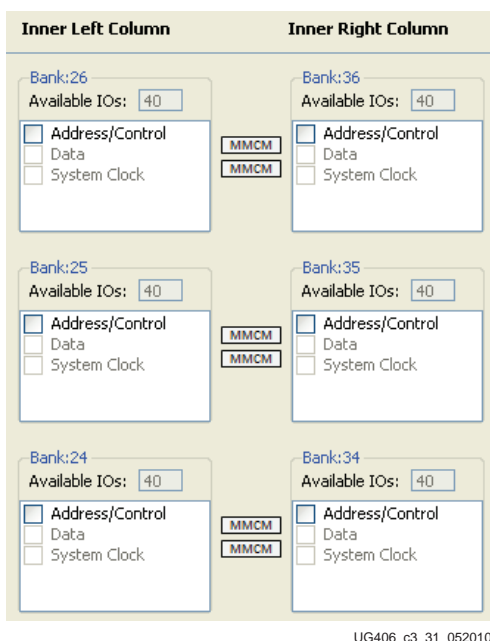 Inner Left Column Inner Right Column
Bank:26 Bank:36
Available IOs: 40 Available IOs: 40
Address/Control MMCM Address/Control
Data MMCM Data
System Clock System Clock
Bank:25 Bank:35
Available IOs: 40 Available IOs: 40
Address/Control MMCM Address/Control
Data MMCM Data
System Clock System Clock
Bank:24 Bank:34
Available IOs: 40 Available IOs: 40
Address/Control MMCM Address/Control
Data MMCM Data
System Clock System Clock
UG406_c3_31_052010